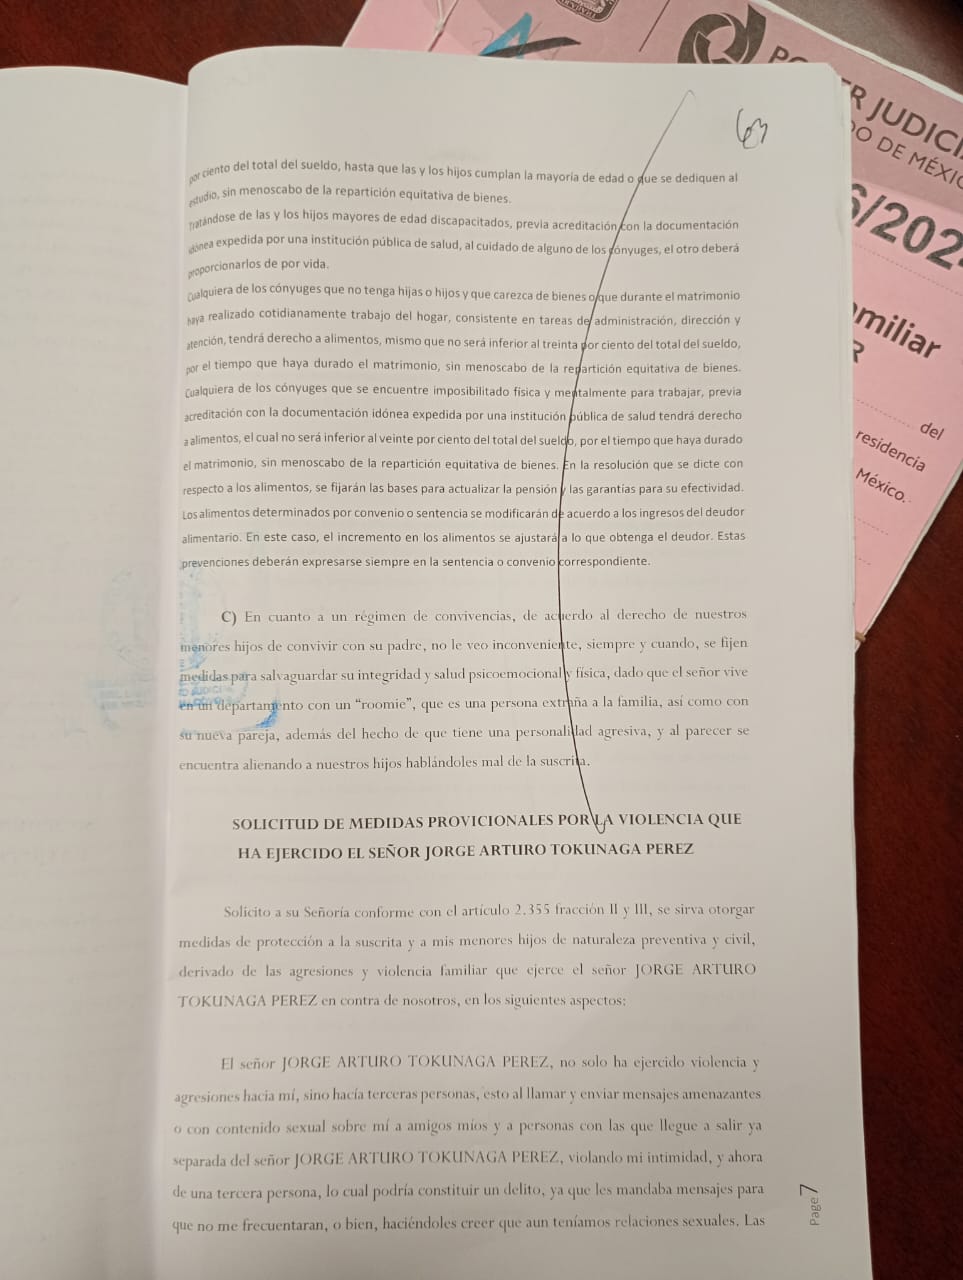 PODER JUDICI
DO DE MÉXIC
6/202
miliar
R
del
residencia
México.
63
por ciento del total del sueldo, hasta que las y los hijos cumplan la mayoría de edad o que se dediquen al
estudio, sin menoscabo de la repartición equitativa de bienes.
Tratándose de las y los hijos mayores de edad discapacitados, previa acreditación con la documentación
idónea expedida por una institución pública de salud, al cuidado de alguno de los cónyuges, el otro deberá
proporcionarlos de por vida.
Cualquiera de los cónyuges que no tenga hijas o hijos y que carezca de bienes o que durante el matrimonio
haya realizado cotidianamente trabajo del hogar, consistente en tareas de administración, dirección y
atención, tendrá derecho a alimentos, mismo que no será inferior al treinta por ciento del total del sueldo,
por el tiempo que haya durado el matrimonio, sin menoscabo de la repartición equitativa de bienes.
Cualquiera de los cónyuges que se encuentre imposibilitado física y mentalmente para trabajar, previa
acreditación con la documentación idónea expedida por una institución pública de salud tendrá derecho
a alimentos, el cual no será inferior al veinte por ciento del total del sueldo, por el tiempo que haya durado
el matrimonio, sin menoscabo de la repartición equitativa de bienes. En la resolución que se dicte con
respecto a los alimentos, se fijarán las bases para actualizar la pensión y las garantías para su efectividad.
Los alimentos determinados por convenio o sentencia se modificarán de acuerdo a los ingresos del deudor
alimentario. En este caso, el incremento en los alimentos se ajustará a lo que obtenga el deudor. Estas
prevenciones deberán expresarse siempre en la sentencia o convenio correspondiente.
C) En cuanto a un régimen de convivencias, de acuerdo al derecho de nuestros
menores hijos de convivir con su padre, no le veo inconveniente, siempre y cuando, se fijen
medidas para salvaguardar su integridad y salud psicoemocional y física, dado que el señor vive
en un departamento con un “roomie”, que es una persona extraña a la familia, así como con
su nueva pareja, además del hecho de que tiene una personalidad agresiva, y al parecer se
encuentra alienando a nuestros hijos hablándoles mal de la suscrita.
SOLICITUD DE MEDIDAS PROVICIONALES POR LA VIOLENCIA QUE
HA EJERCIDO EL SEÑOR JORGE ARTURO TOKUNAGA PEREZ
Solicito a su Señoría conforme con el artículo 2.355 fracción II y III, se sirva otorgar
medidas de protección a la suscrita y a mis menores hijos de naturaleza preventiva y civil,
derivado de las agresiones y violencia familiar que ejerce el señor JORGE ARTURO
TOKUNAGA PEREZ en contra de nosotros, en los siguientes aspectos:
El señor JORGE ARTURO TOKUNAGA PEREZ, no solo ha ejercido violencia y
agresiones hacia mí, sino hacía terceras personas, esto al llamar y enviar mensajes amenazantes
o con contenido sexual sobre mí a amigos míos y a personas con las que llegue a salir ya
separada del señor JORGE ARTURO TOKUNAGA PEREZ, violando mi intimidad, y ahora
de una tercera persona, lo cual podría constituir un delito, ya que les mandaba mensajes para
que no me frecuentaran, o bien, haciéndoles creer que aun teníamos relaciones sexuales. Las
Page 7